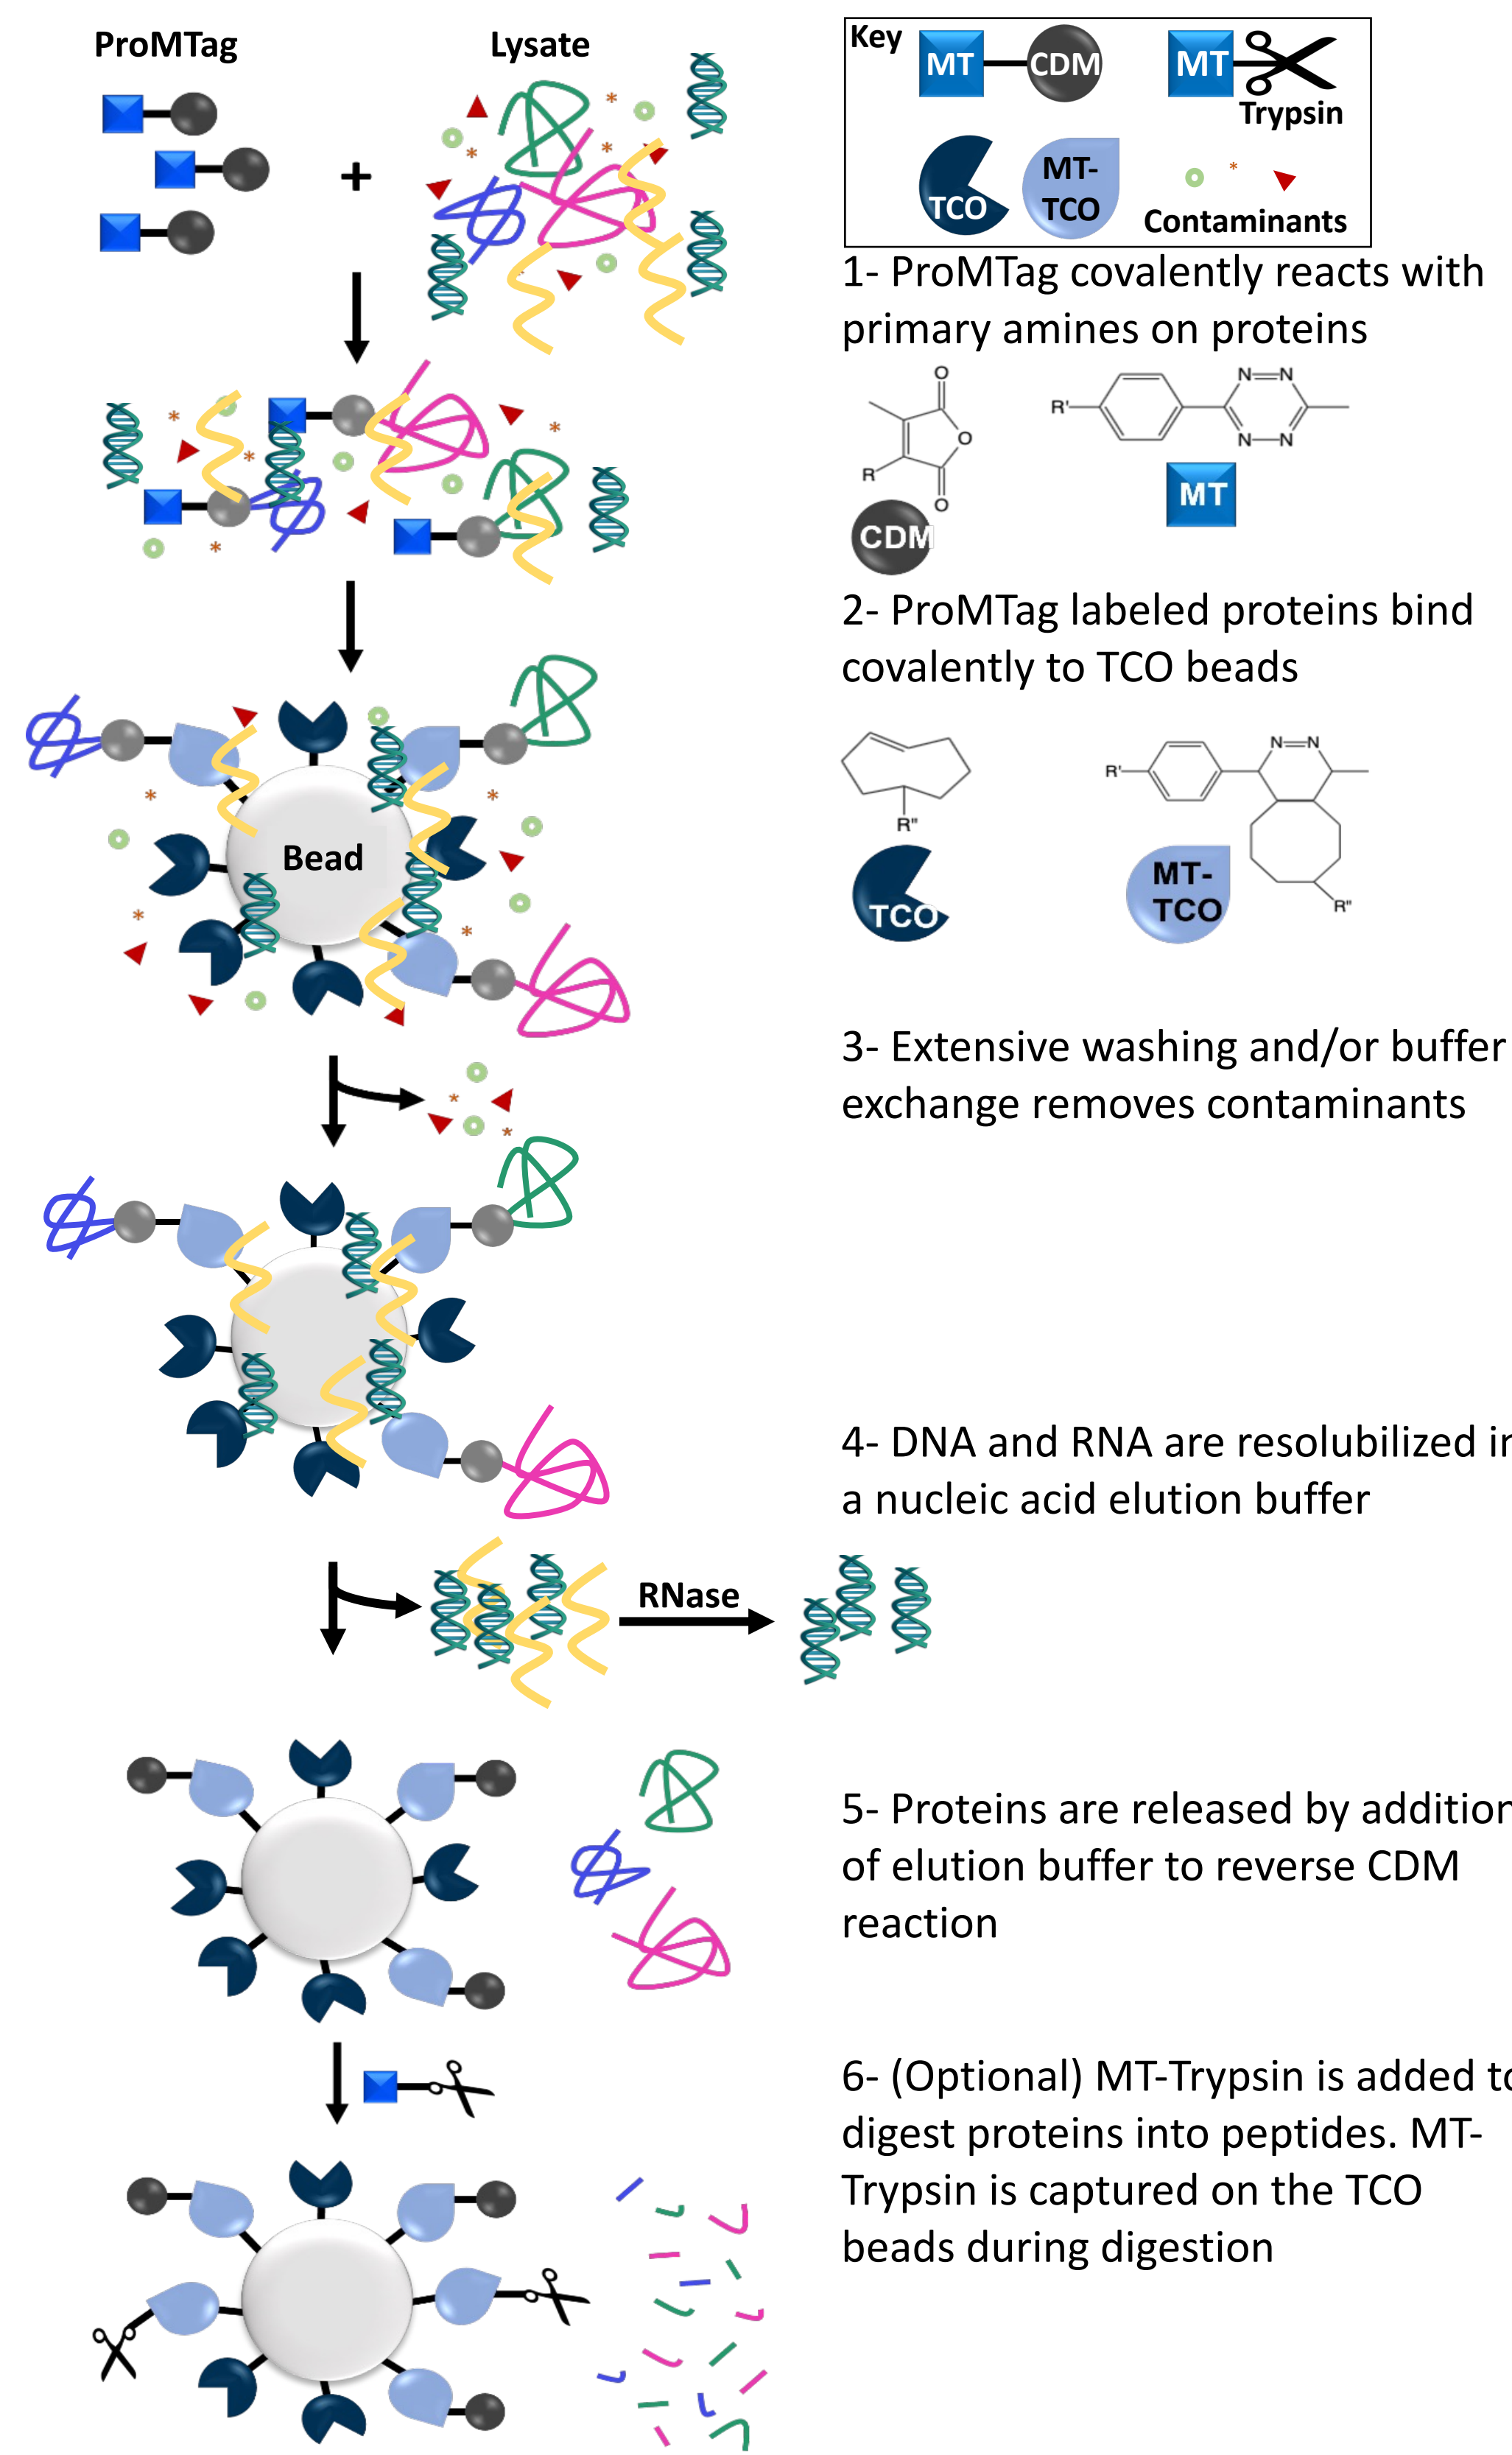 ProMTag
Lysate
+
Key
MT
CDM
MT
Trypsin
TCO
MT-
TCO
*
Contaminants
1- ProMTag covalently reacts with
primary amines on proteins
O
O
O
R
CDM
R'
N=N
N=N
MT
2- ProMTag labeled proteins bind
covalently to TCO beads
Bead
R"
TCO
R'
N=N
R"
MT-
TCO
3- Extensive washing and/or buffer
exchange removes contaminants
4- DNA and RNA are resolubilized in
a nucleic acid elution buffer
RNase
5- Proteins are released by addition
of elution buffer to reverse CDM
reaction
6- (Optional) MT-Trypsin is added to
digest proteins into peptides. MT-
Trypsin is captured on the TCO
beads during digestion